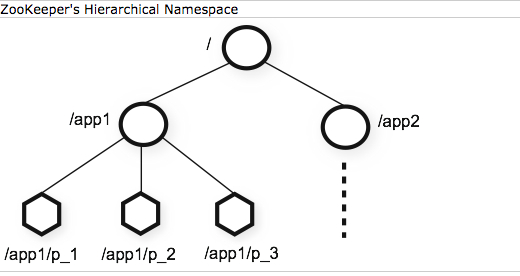 ZooKeeper's Hierarchical Namespace
/
/app1
/app2
/app1/p_1
/app1/p_2
/app1/p_3